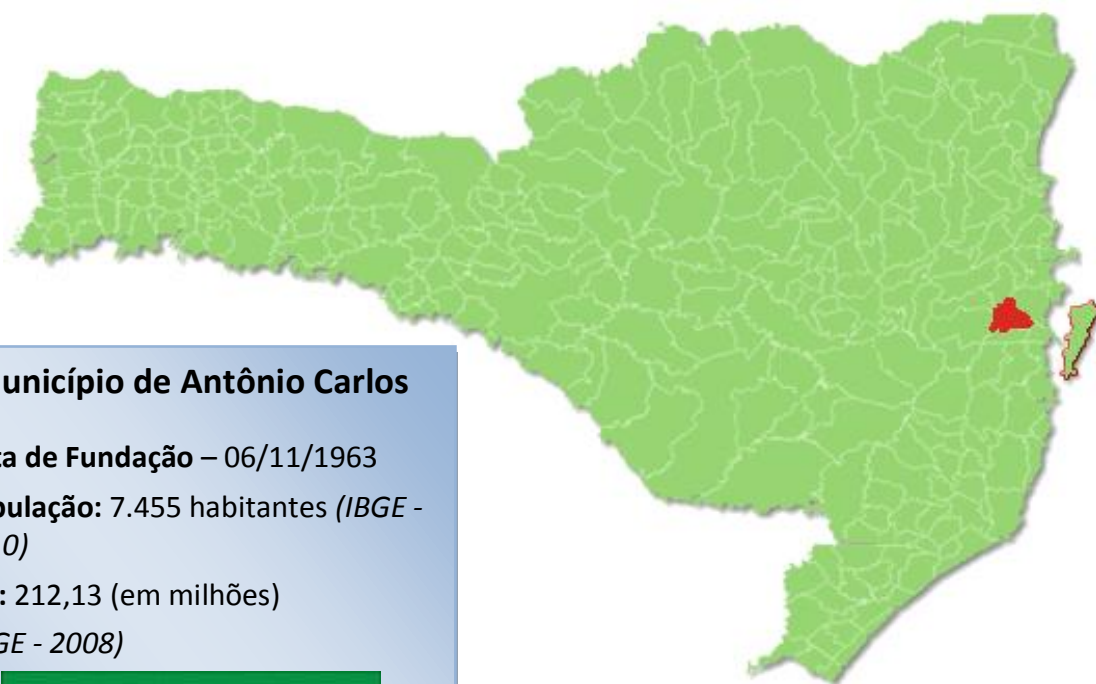 unicípio de Antônio Carlos
ta de Fundação – 06/11/1963
pulação: 7.455 habitantes (IBGE -
0)
: 212,13 (em milhões)
GE - 2008)